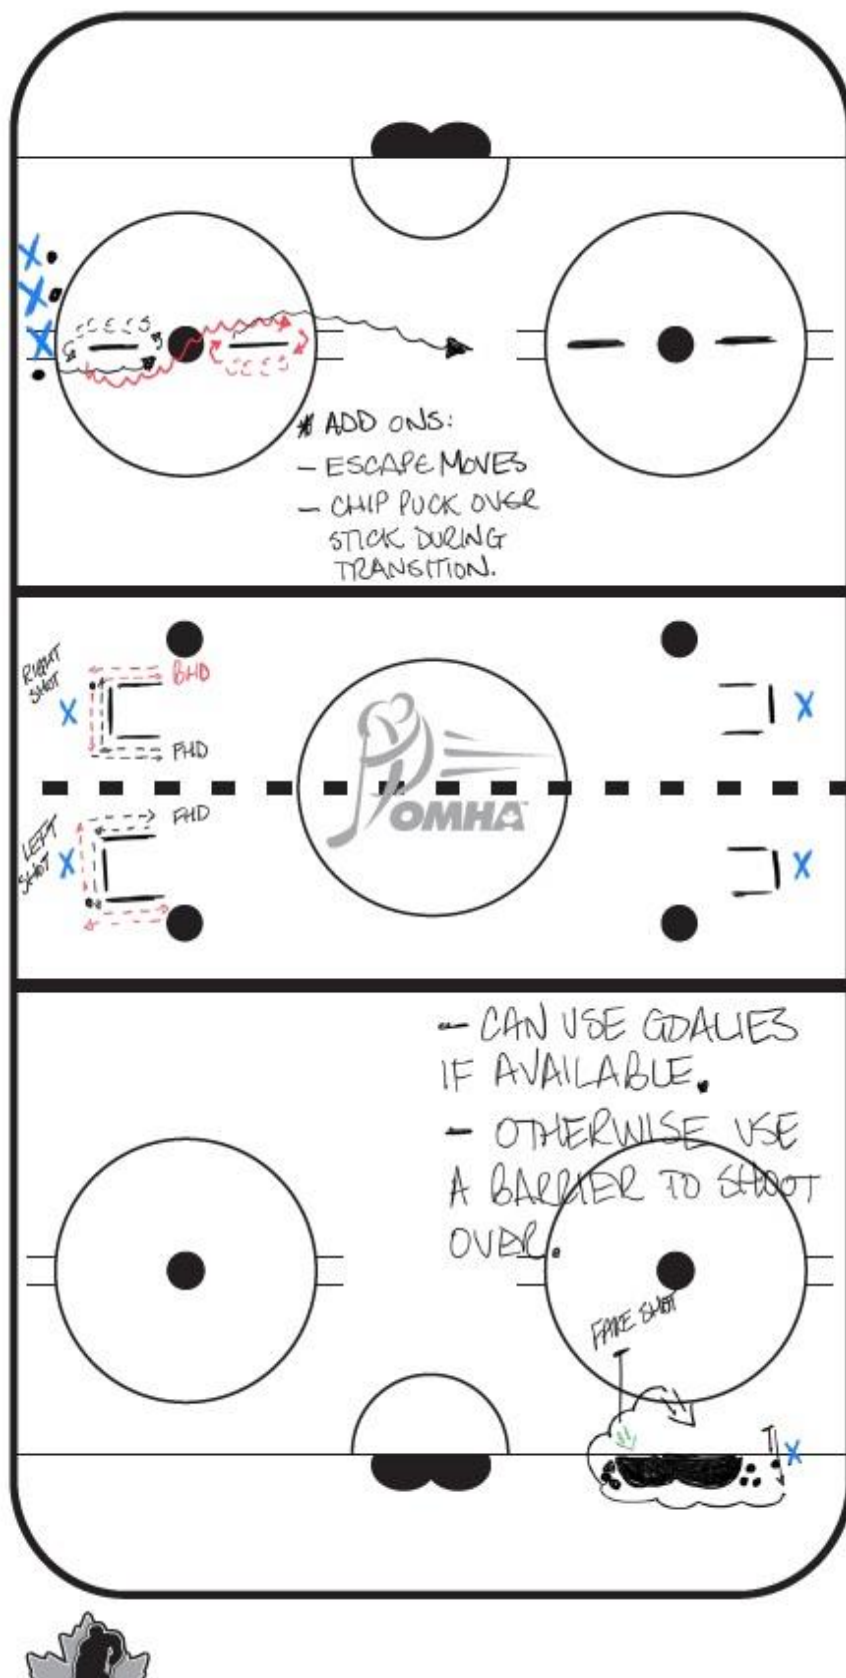 * ADD ONS:
- ESCAPE MOVES
- CHIP PUCK OVER
STICK DURING
TRANSITION.
RIGHT
SHOT
X
BHD
FHD
X
OMHA
LEFT
SHOT
X
FHD
X
- CAN USE GOALIES
IF AVAILABLE.
- OTHERWISE USE
A BARRIER TO SHOOT
OVER.
FAKE SHOT
X